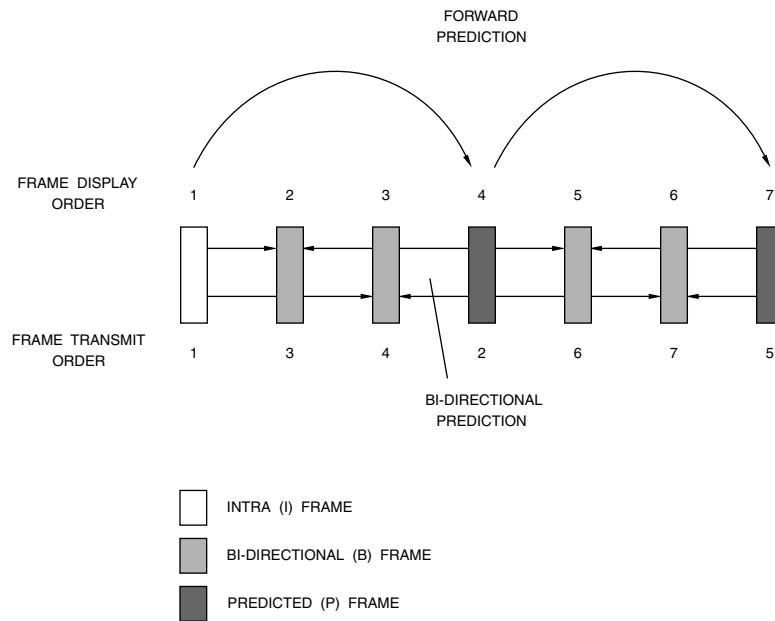 FORWARD
PREDICTION
FRAME DISPLAY
ORDER
1 2 3 4 5 6 7
FRAME TRANSMIT
ORDER
1 3 4 2 6 7 5
BI-DIRECTIONAL
PREDICTION
INTRA (I) FRAME
BI-DIRECTIONAL (B) FRAME
PREDICTED (P) FRAME